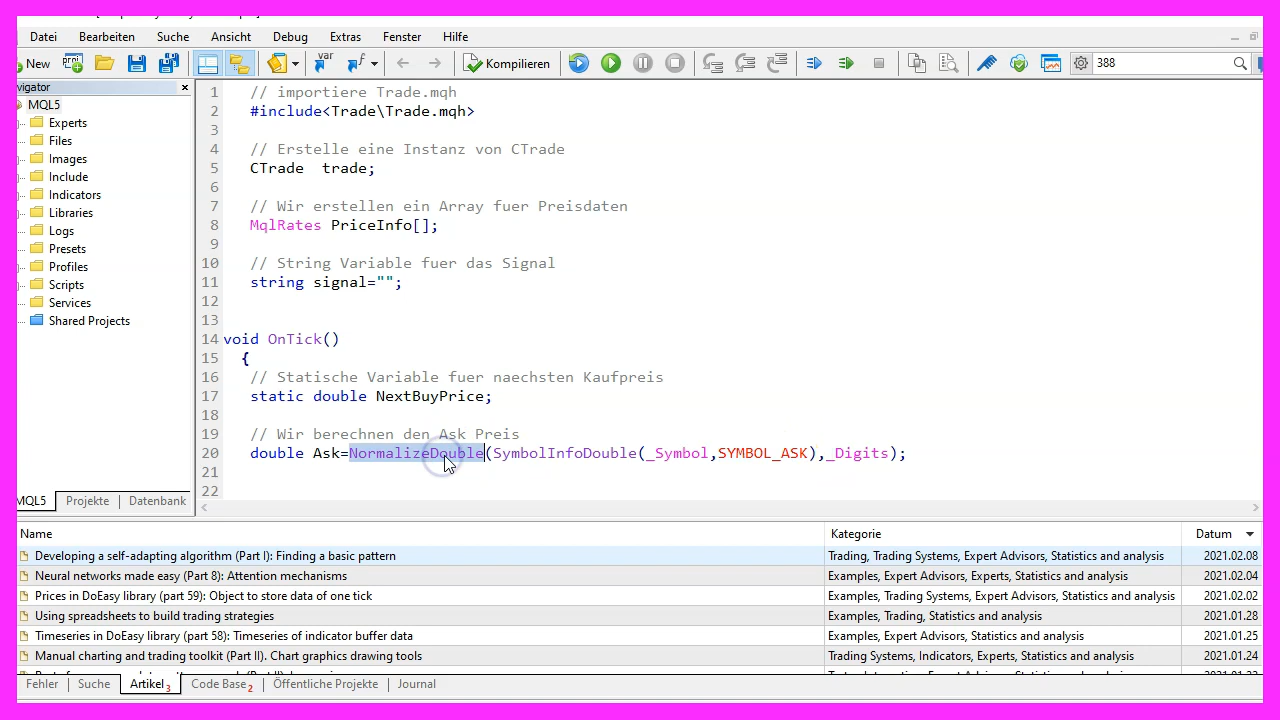 Datei Bearbeiten Suche Ansicht Debug Extras Fenster Hilfe
New Kompilieren 388
var
vigator
MQL5
Experts
Files
Images
Include
Indicators
Libraries
Logs
Presets
Profiles
Scripts
Services
Shared Projects
MQL5 Projekte Datenbank
1 // importiere Trade.mqh
2 #include<Trade\Trade.mqh>
3
4 // Erstelle eine Instanz von CTrade
5 CTrade  trade;
6
7 // Wir erstellen ein Array fuer Preisdaten
8 MqlRates PriceInfo[];
9
10 // String Variable fuer das Signal
11 string signal="";
12
13
14 void OnTick()
15 {
16 // Statische Variable fuer naechsten Kaufpreis
17 static double NextBuyPrice;
18
19 // Wir berechnen den Ask Preis
20 double Ask=NormalizeDouble(SymbolInfoDouble(_Symbol,SYMBOL_ASK),_Digits);
21
22
Name Kategorie Datum
Developing a self-adapting algorithm (Part I): Finding a basic pattern Trading, Trading Systems, Expert Advisors, Statistics and analysis 2021.02.08
Neural networks made easy (Part 8): Attention mechanisms Examples, Expert Advisors, Experts, Statistics and analysis 2021.02.04
Prices in DoEasy library (part 59): Object to store data of one tick Examples, Trading Systems, Expert Advisors, Statistics and analysis 2021.02.02
Using spreadsheets to build trading strategies Examples, Trading, Statistics and analysis 2021.01.28
Timeseries in DoEasy library (part 58): Timeseries of indicator buffer data Examples, Expert Advisors, Statistics and analysis 2021.01.25
Manual charting and trading toolkit (Part II). Chart graphics drawing tools Trading Systems, Indicators, Expert Advisors, Statistics and analysis 2021.01.24
Fehler Suche Artikel 3 Code Base 2 Öffentliche Projekte Journal